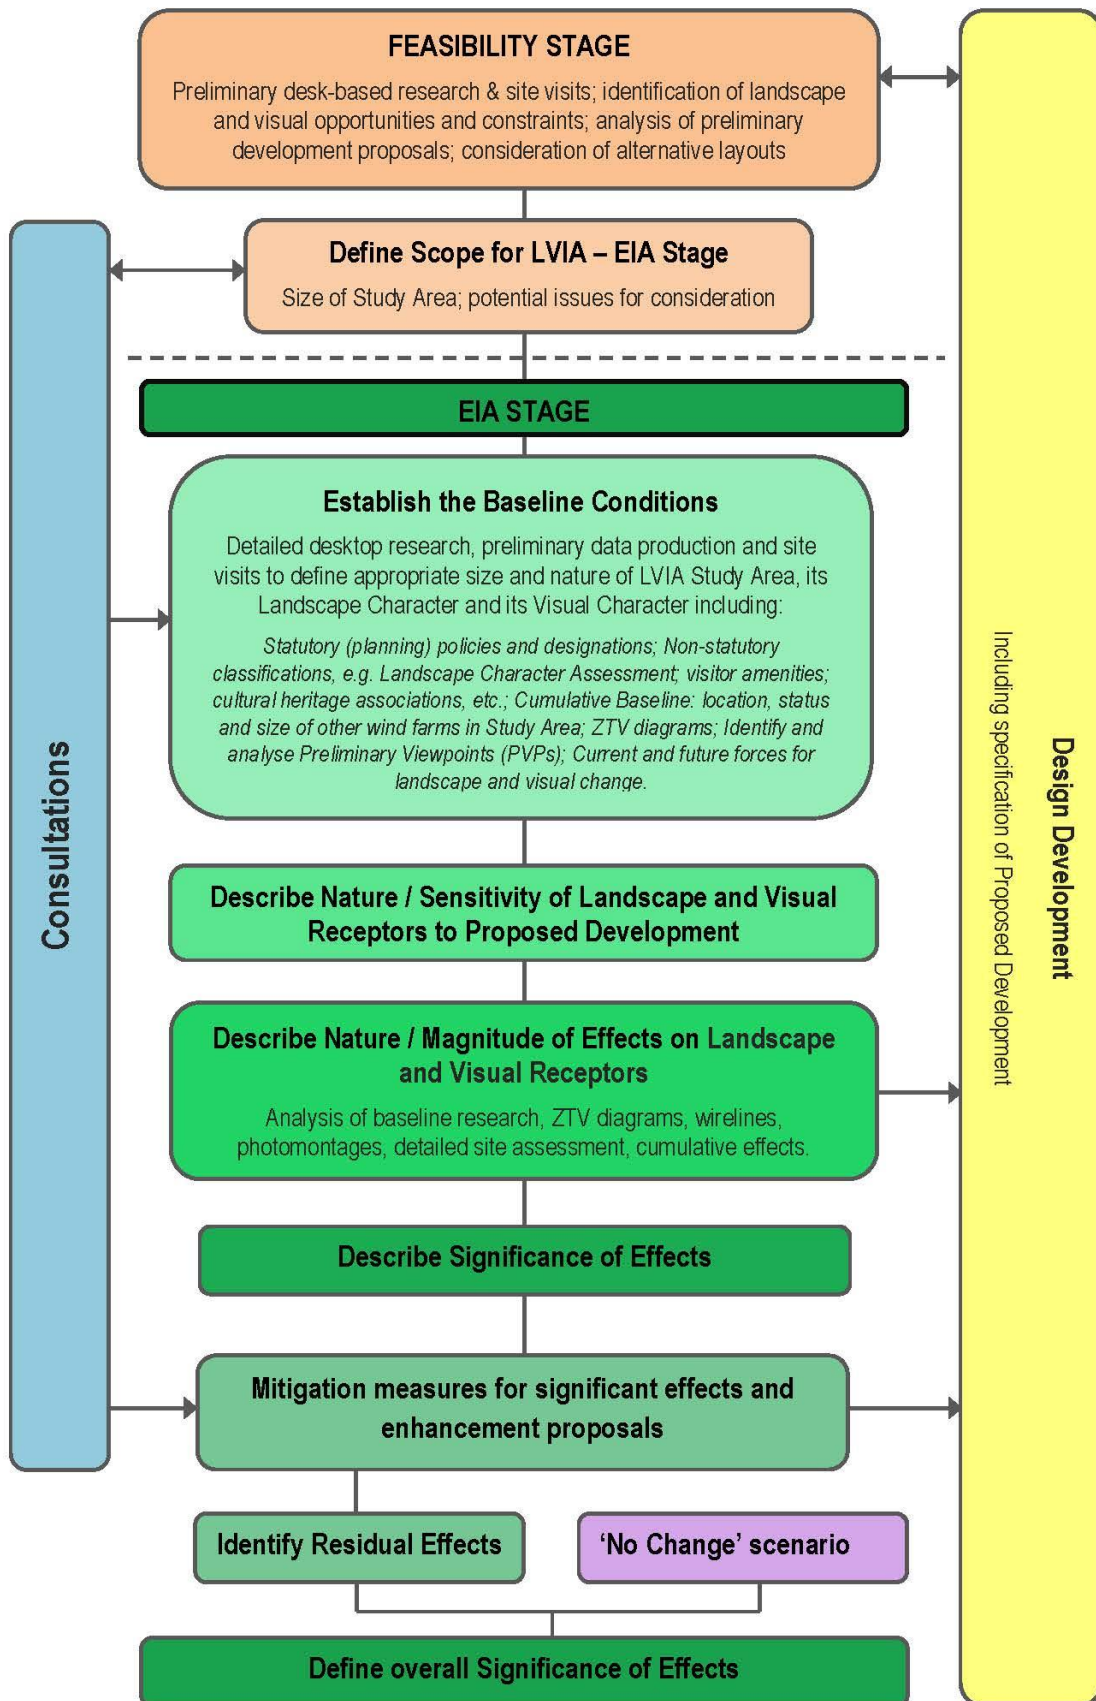 FEASIBILITY STAGE
Preliminary desk-based research & site visits; identification of landscape
and visual opportunities and constraints; analysis of preliminary
development proposals; consideration of alternative layouts
Define Scope for LVIA – EIA Stage
Size of Study Area; potential issues for consideration
EIA STAGE
Establish the Baseline Conditions
Detailed desktop research, preliminary data production and site
visits to define appropriate size and nature of LVIA Study Area, its
Landscape Character and its Visual Character including:
Statutory (planning) policies and designations; Non-statutory
classifications, e.g. Landscape Character Assessment; visitor amenities;
cultural heritage associations, etc.; Cumulative Baseline: location, status
and size of other wind farms in Study Area; ZTV diagrams; Identify and
analyse Preliminary Viewpoints (PVPs); Current and future forces for
landscape and visual change.
Describe Nature / Sensitivity of Landscape and Visual
Receptors to Proposed Development
Describe Nature / Magnitude of Effects on Landscape
and Visual Receptors
Analysis of baseline research, ZTV diagrams, wirelines,
photomontages, detailed site assessment, cumulative effects.
Describe Significance of Effects
Mitigation measures for significant effects and
enhancement proposals
Identify Residual Effects
‘No Change’ scenario
Define overall Significance of Effects
Consultations
Design Development
Including specification of Proposed Development